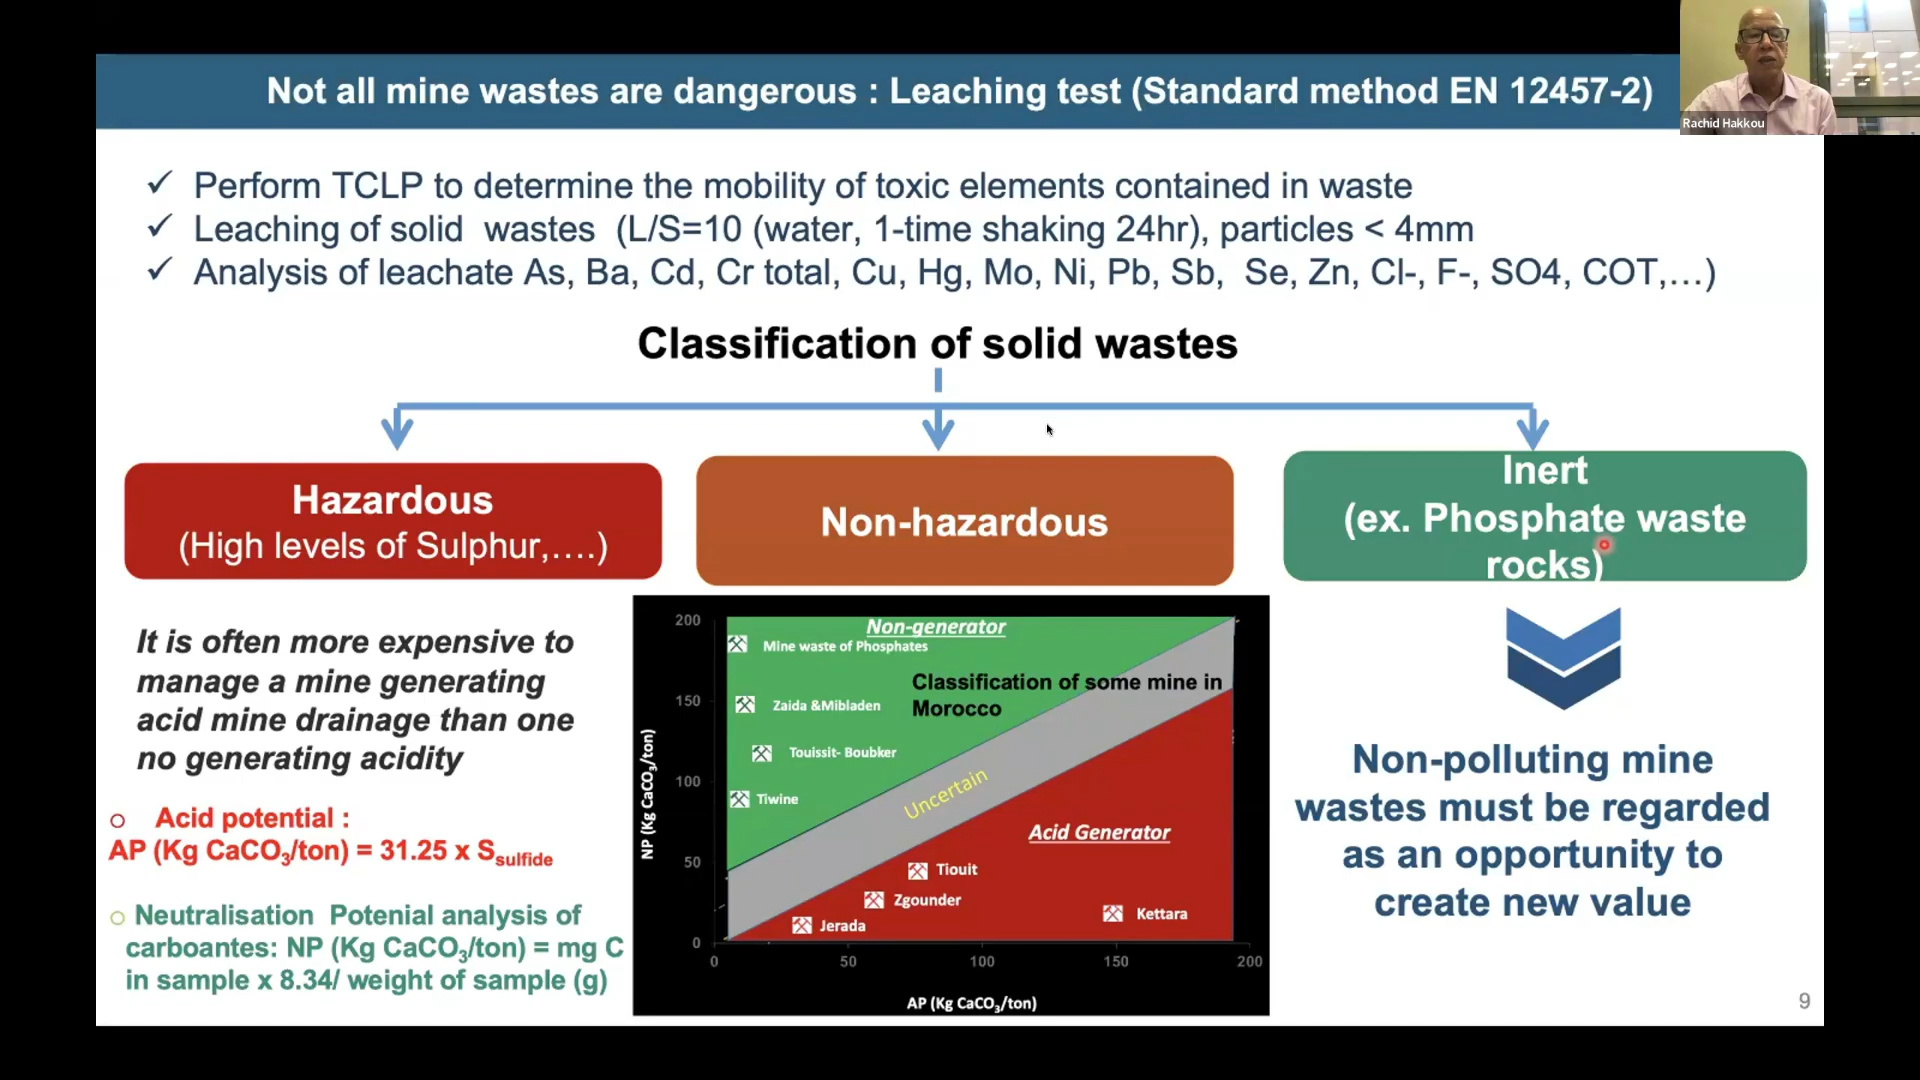 Not all mine wastes are dangerous : Leaching test (Standard method EN 12457-2)
Rachid Hakkou
✓ Perform TCLP to determine the mobility of toxic elements contained in waste
✓ Leaching of solid wastes (L/S=10 (water, 1-time shaking 24hr), particles < 4mm
✓ Analysis of leachate As, Ba, Cd, Cr total, Cu, Hg, Mo, Ni, Pb, Sb, Se, Zn, Cl-, F-, SO4, COT,…)
Classification of solid wastes
Hazardous
(High levels of Sulphur,….)
Non-hazardous
Inert
(ex. Phosphate waste
rocks)
It is often more expensive to
manage a mine generating
acid mine drainage than one
no generating acidity
o Acid potential :
AP (Kg CaCO3/ton) = 31.25 x Ssulfide
o Neutralisation Potenial analysis of
carboantes: NP (Kg CaCO3/ton) = mg C
in sample x 8.34/ weight of sample (g)
NP (Kg CaCO3/ton)
200
150
100
50
0
Non-generator
Mine waste of Phosphates
Classification of some mine in
Morocco
Zaida &Mibladen
Touissit- Boubker
Tiwine
Uncertain
Acid Generator
Tiouit
Zgounder
Kettara
Jerada
0 50 100 150 200
AP (Kg CaCO3/ton)
Non-polluting mine
wastes must be regarded
as an opportunity to
create new value
9